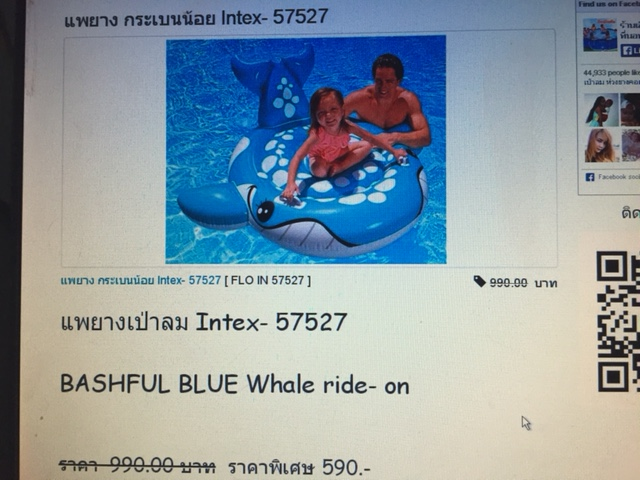 แพยาง กระเบนน้อย Intex- 57527
Find us on Facebook
44,933 people
แพยาง กระเบนน้อย Intex- 57527 [ FLO IN 57527 ]
990.00 บาท
แพยางเป่าลม Intex- 57527
BASHFUL BLUE Whale ride- on
ราคา 990.00 บาท ราคาพิเศษ 590.-